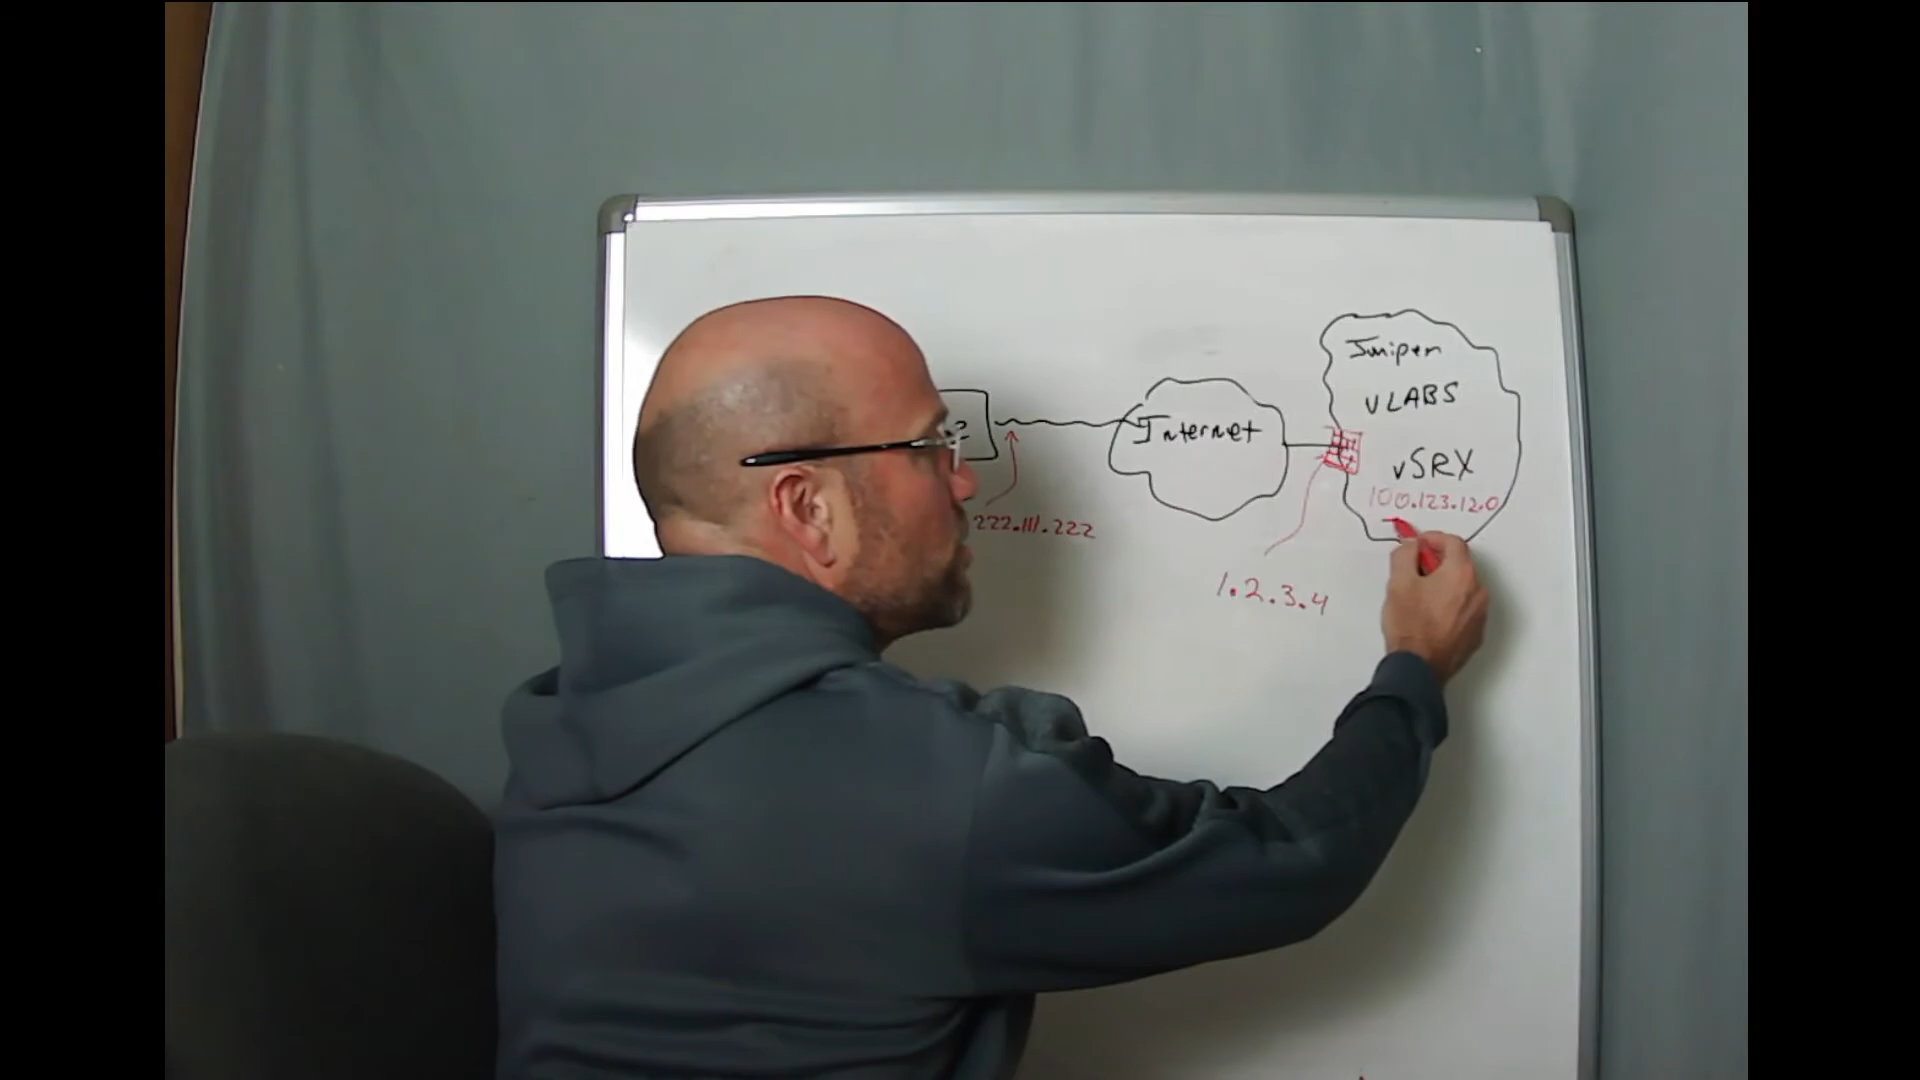 Juniper
vLABS
Internet
vSRX
100.123.12.0
222.111.222
1.2.3.4